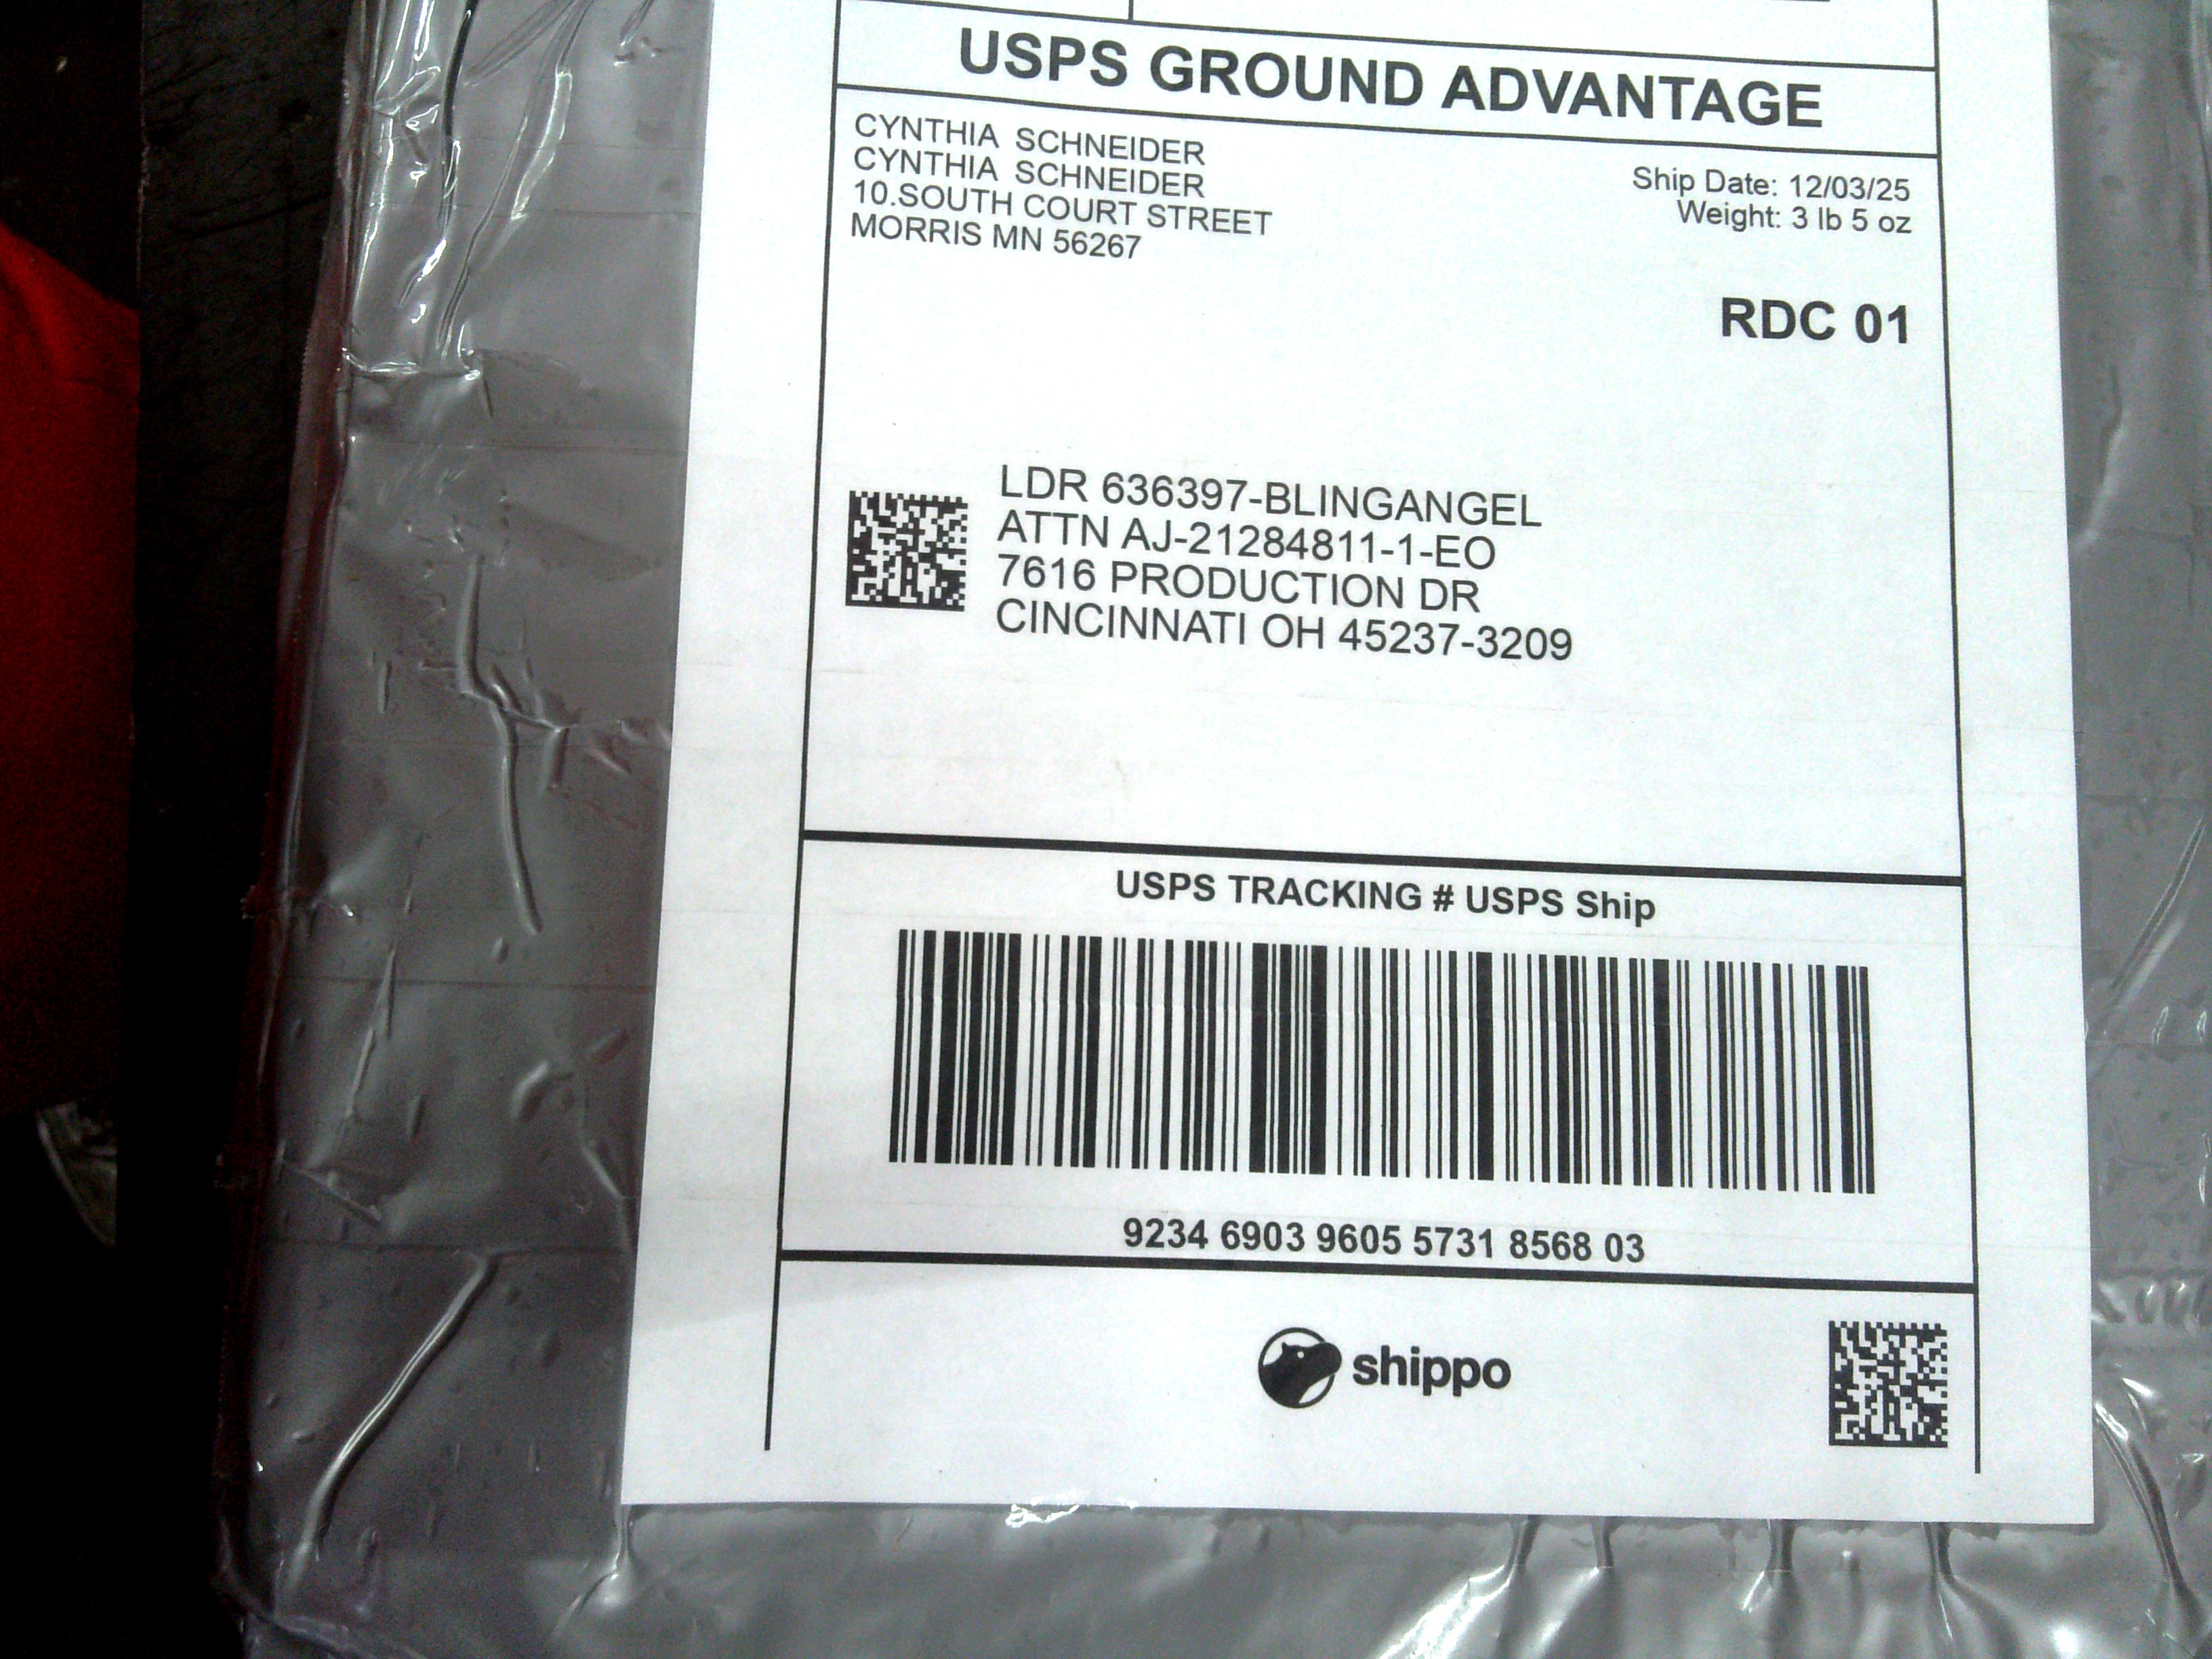 USPS GROUND ADVANTAGE
CYNTHIA SCHNEIDER
CYNTHIA SCHNEIDER
10.SOUTH COURT STREET
MORRIS MN 56267
Ship Date: 12/03/25
Weight: 3 lb 5 oz
RDC 01
LDR 636397-BLINGANGEL
ATTN AJ-21284811-1-EO
7616 PRODUCTION DR
CINCINNATI OH 45237-3209
USPS TRACKING # USPS Ship
9234 6903 9605 5731 8568 03
shippo